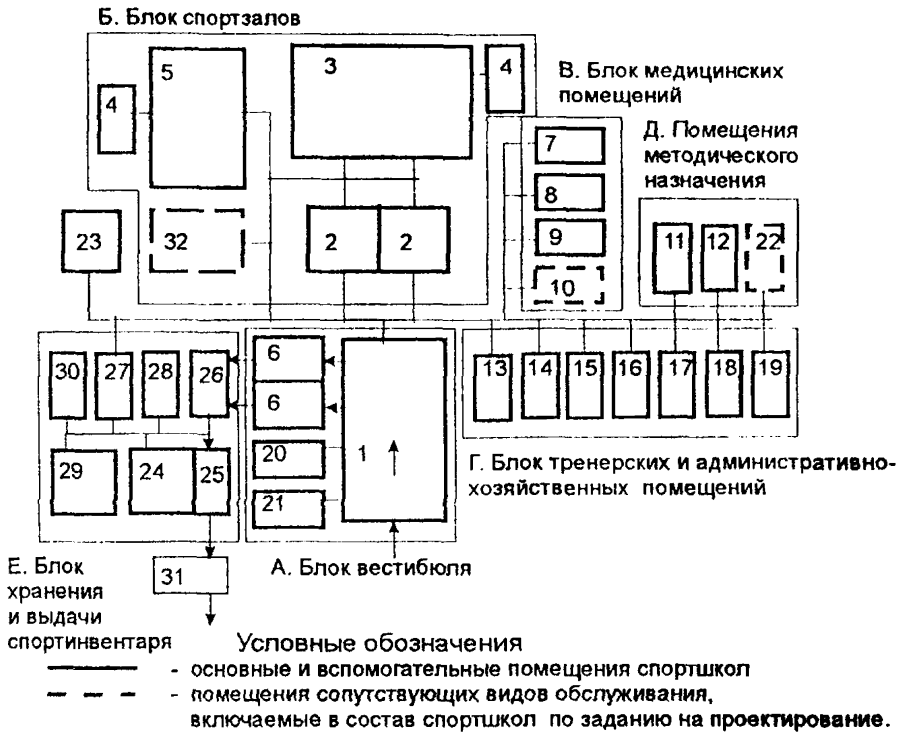 Б. Блок спортзалов
5
3
4
4
В. Блок медицинских
помещений
7
8
9
10
Д. Помещения
методического
назначения
11
12
22
23
32
2
2
30
27
28
26
6
6
20
21
1
13
14
15
16
17
18
19
29
24
25
Г. Блок тренерских и административно-
хозяйственных помещений
Е. Блок
хранения
и выдачи
спортинвентаря
31
А. Блок вестибюля
Условные обозначения
- основные и вспомогательные помещения спортшкол
- помещения сопутствующих видов обслуживания,
включаемые в состав спортшкол по заданию на проектирование.